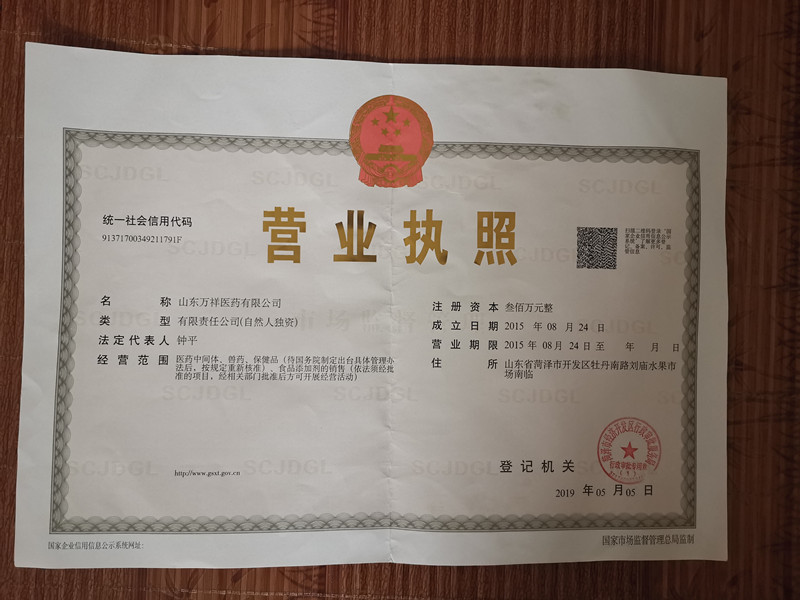 营业执照
统一社会信用代码
91371700349211791F
名 称 山东万祥医药有限公司
类 型 有限责任公司(自然人独资)
法定代表人 钟平
经营范围 医药中间体、兽药、保健品（待国务院制定出台具体管理办
法后，按规定重新核准）、食品添加剂的销售（依法须经批
准的项目，经相关部门批准后方可开展经营活动）
注册资本 叁佰万元整
成立日期 2015 年 08 月 24 日
营业期限 2015 年 08 月 24 日至 年 月 日
住 所 山东省菏泽市开发区牡丹南路刘庙水果市
场南临
http://www.gsxt.gov.cn
登记机关
2019 年 05 月 05 日
国家企业信用信息公示系统网址:
国家市场监督管理总局监制
SCJDGL